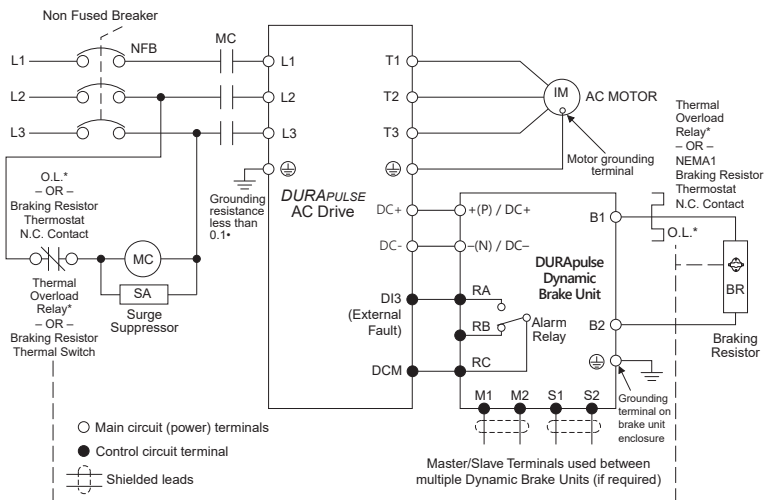 Non Fused Breaker
NFB
MC
L1
L2
L3
L1
L2
L3
T1
T2
T3
IM
AC MOTOR
Motor grounding
terminal
Thermal
Overload
Relay*
– OR –
NEMA1
Braking Resistor
Thermostat
N.C. Contact
O.L.*
– OR –
Braking Resistor
Thermostat
N.C. Contact
Grounding
resistance
less than
0.1•
DURAPULSE
AC Drive
DC+
DC-
DI3
(External
Fault)
DCM
+(P) / DC+
–(N) / DC–
DURApulse
Dynamic
Brake Unit
RA
RB
RC
Alarm
Relay
B1
B2
O.L.*
BR
Braking
Resistor
Grounding
terminal on
brake unit
enclosure
MC
SA
Surge
Suppressor
Thermal
Overload
Relay*
– OR –
Braking Resistor
Thermal Switch
M1
M2
S1
S2
Main circuit (power) terminals
Control circuit terminal
Shielded leads
Master/Slave Terminals used between
multiple Dynamic Brake Units (if required)